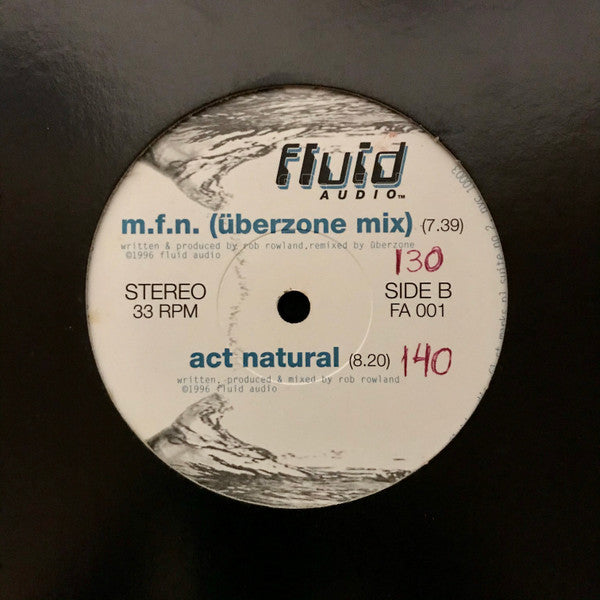 fluid
AUDIO™
m.f.n. (überzone mix) (7.39)
written & produced by rob rowland.remixed by überzone
©1996 fluid audio
130
STEREO
SIDE B
33 RPM
FA 001
act natural (8.20) 140
written, produced & mixed by rob rowland
©1996 fluid audio